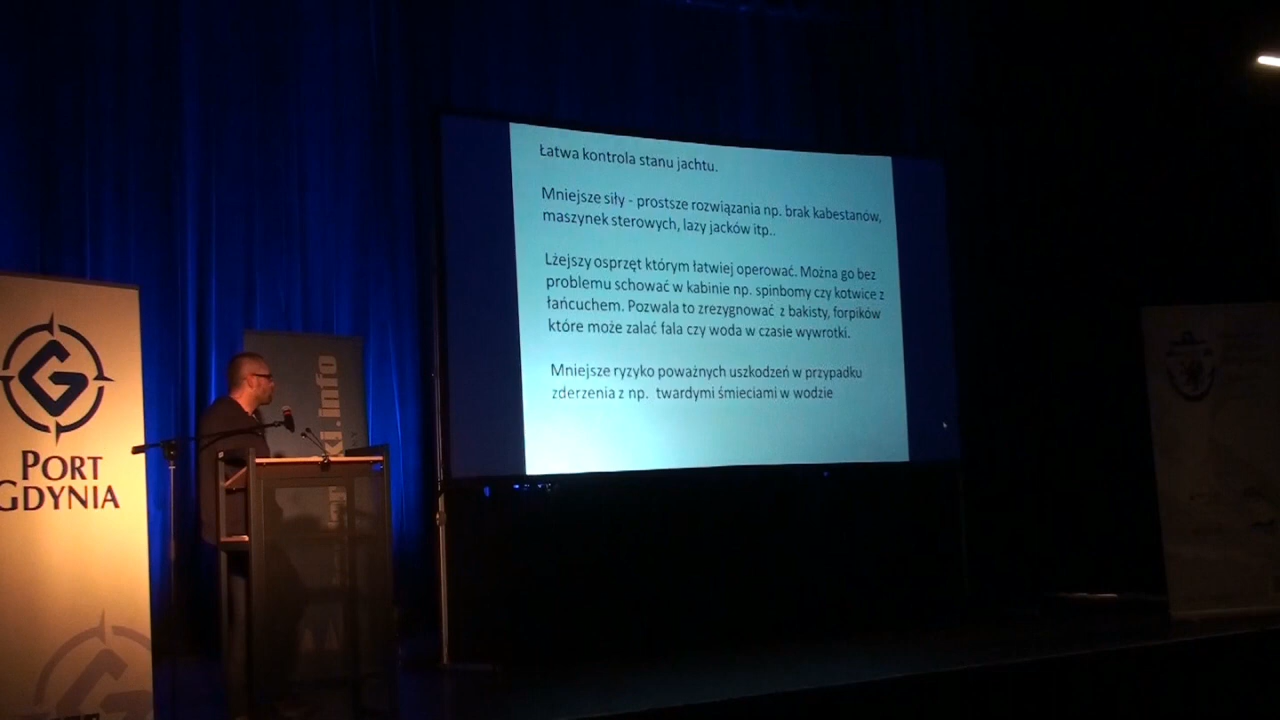 Łatwa kontrola stanu jachtu.
Mniejsze siły - prostsze rozwiązania np. brak kabestanów,
maszynek sterowych, lazy jacków itp..
Lżejszy osprzęt którym łatwiej operować. Można go bez
problemu schować w kabinie np. spinbomy czy kotwice z
łańcuchem. Pozwala to zrezygnować z bakisty, forpików
które może zalać fala czy woda w czasie wywrotki.
Mniejsze ryzyko poważnych uszkodzeń w przypadku
zderzenia z np. twardymi śmieciami w wodzie
G
PORT
GDYNIA
.info